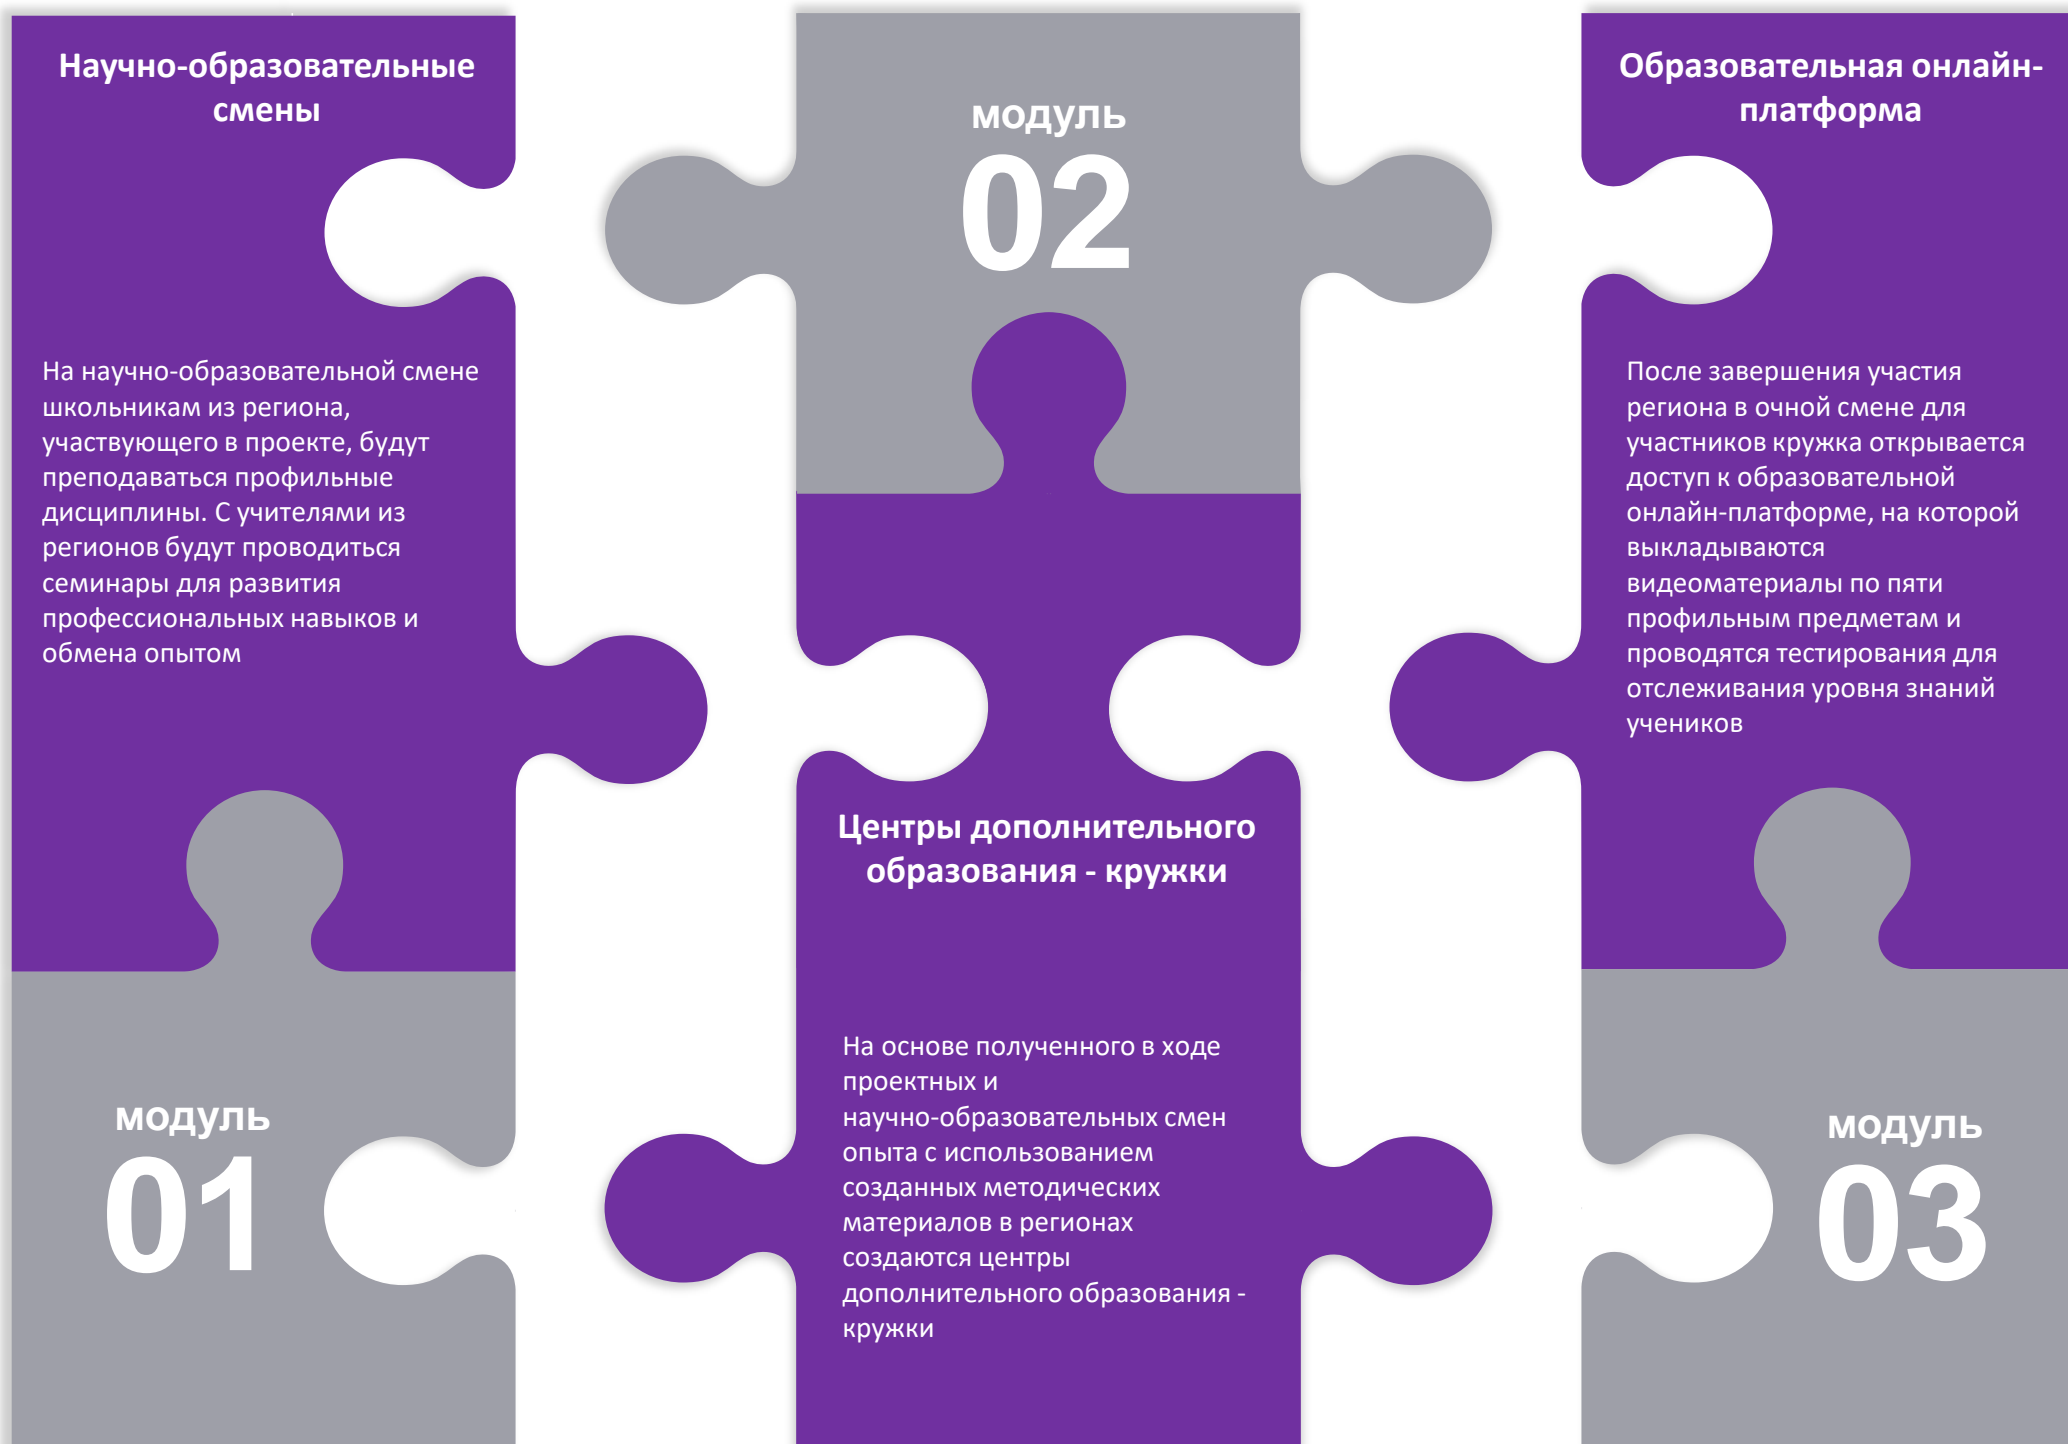 Научно-образовательные
смены
На научно-образовательной смене
школьникам из региона,
участвующего в проекте, будут
преподаваться профильные
дисциплины. С учителями из
регионов будут проводиться
семинары для развития
профессиональных навыков и
обмена опытом
модуль
01
модуль
02
Центры дополнительного
образования - кружки
На основе полученного в ходе
проектных и
научно-образовательных смен
опыта с использованием
созданных методических
материалов в регионах
создаются центры
дополнительного образования -
кружки
Образовательная онлайн-
платформа
После завершения участия
региона в очной смене для
участников кружка открывается
доступ к образовательной
онлайн-платформе, на которой
выкладываются
видеоматериалы по пяти
профильным предметам и
проводятся тестирования для
отслеживания уровня знаний
учеников
модуль
03